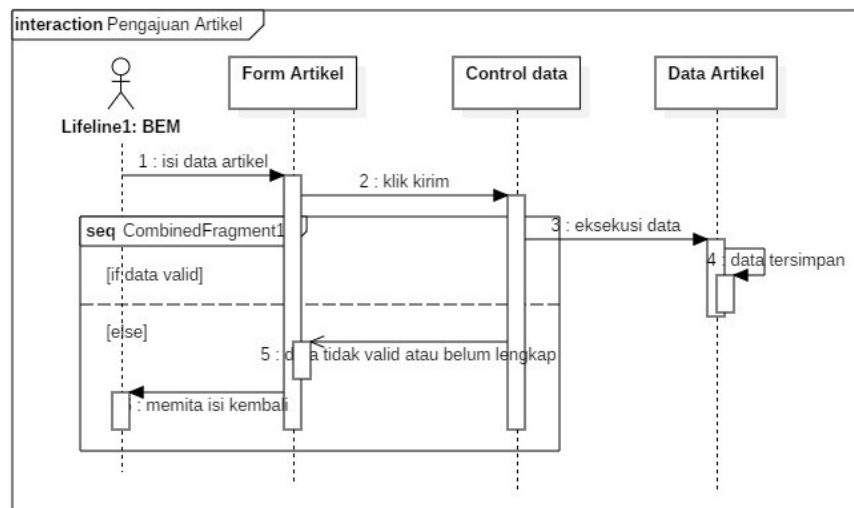 interaction Pengajuan Artikel
Form Artikel
Control data
Data Artikel
Lifeline1: BEM
1 : isi data artikel
2 : klik kirim
seq CombinedFragment1
3 : eksekusi data
[if data valid]
4 : data tersimpan
[else]
5 : data tidak valid atau belum lengkap
: memita isi kembali